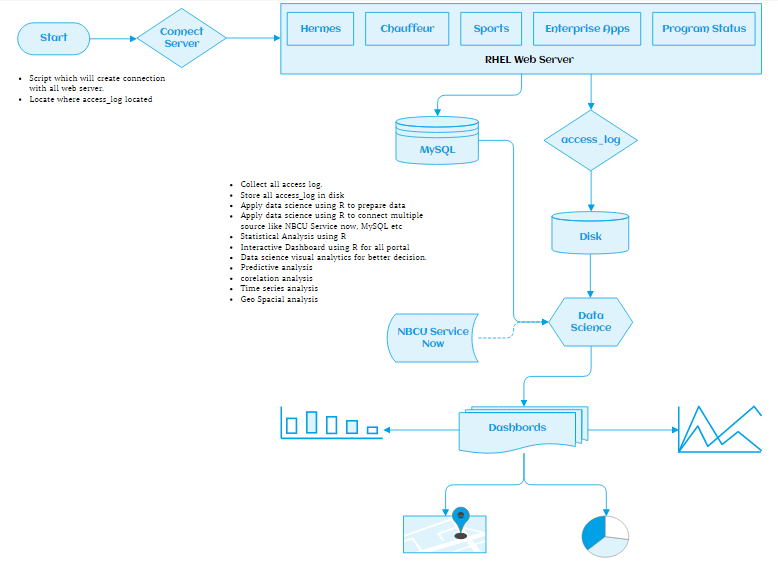 Start
Connect
Server
Hermes
Chauffeur
Sports
Enterprise Apps
Program Status
RHEL Web Server
• Script which will create connection
with all web server.
• Locate where access_log located
MySQL
access_log
• Collect all access log.
• Store all access_log in disk
• Apply data science using R to prepare data
• Apply data science using R to connect multiple
source like NBCU Service now, MySQL etc
• Statistical Analysis using R
• Interactive Dashboard using R for all portal
• Data science visual analytics for better decision.
• Predictive analysis
• corelation analysis
• Time series analysis
• Geo Spacial analysis
Disk
Data
Science
NBCU Service
Now
Dashbords